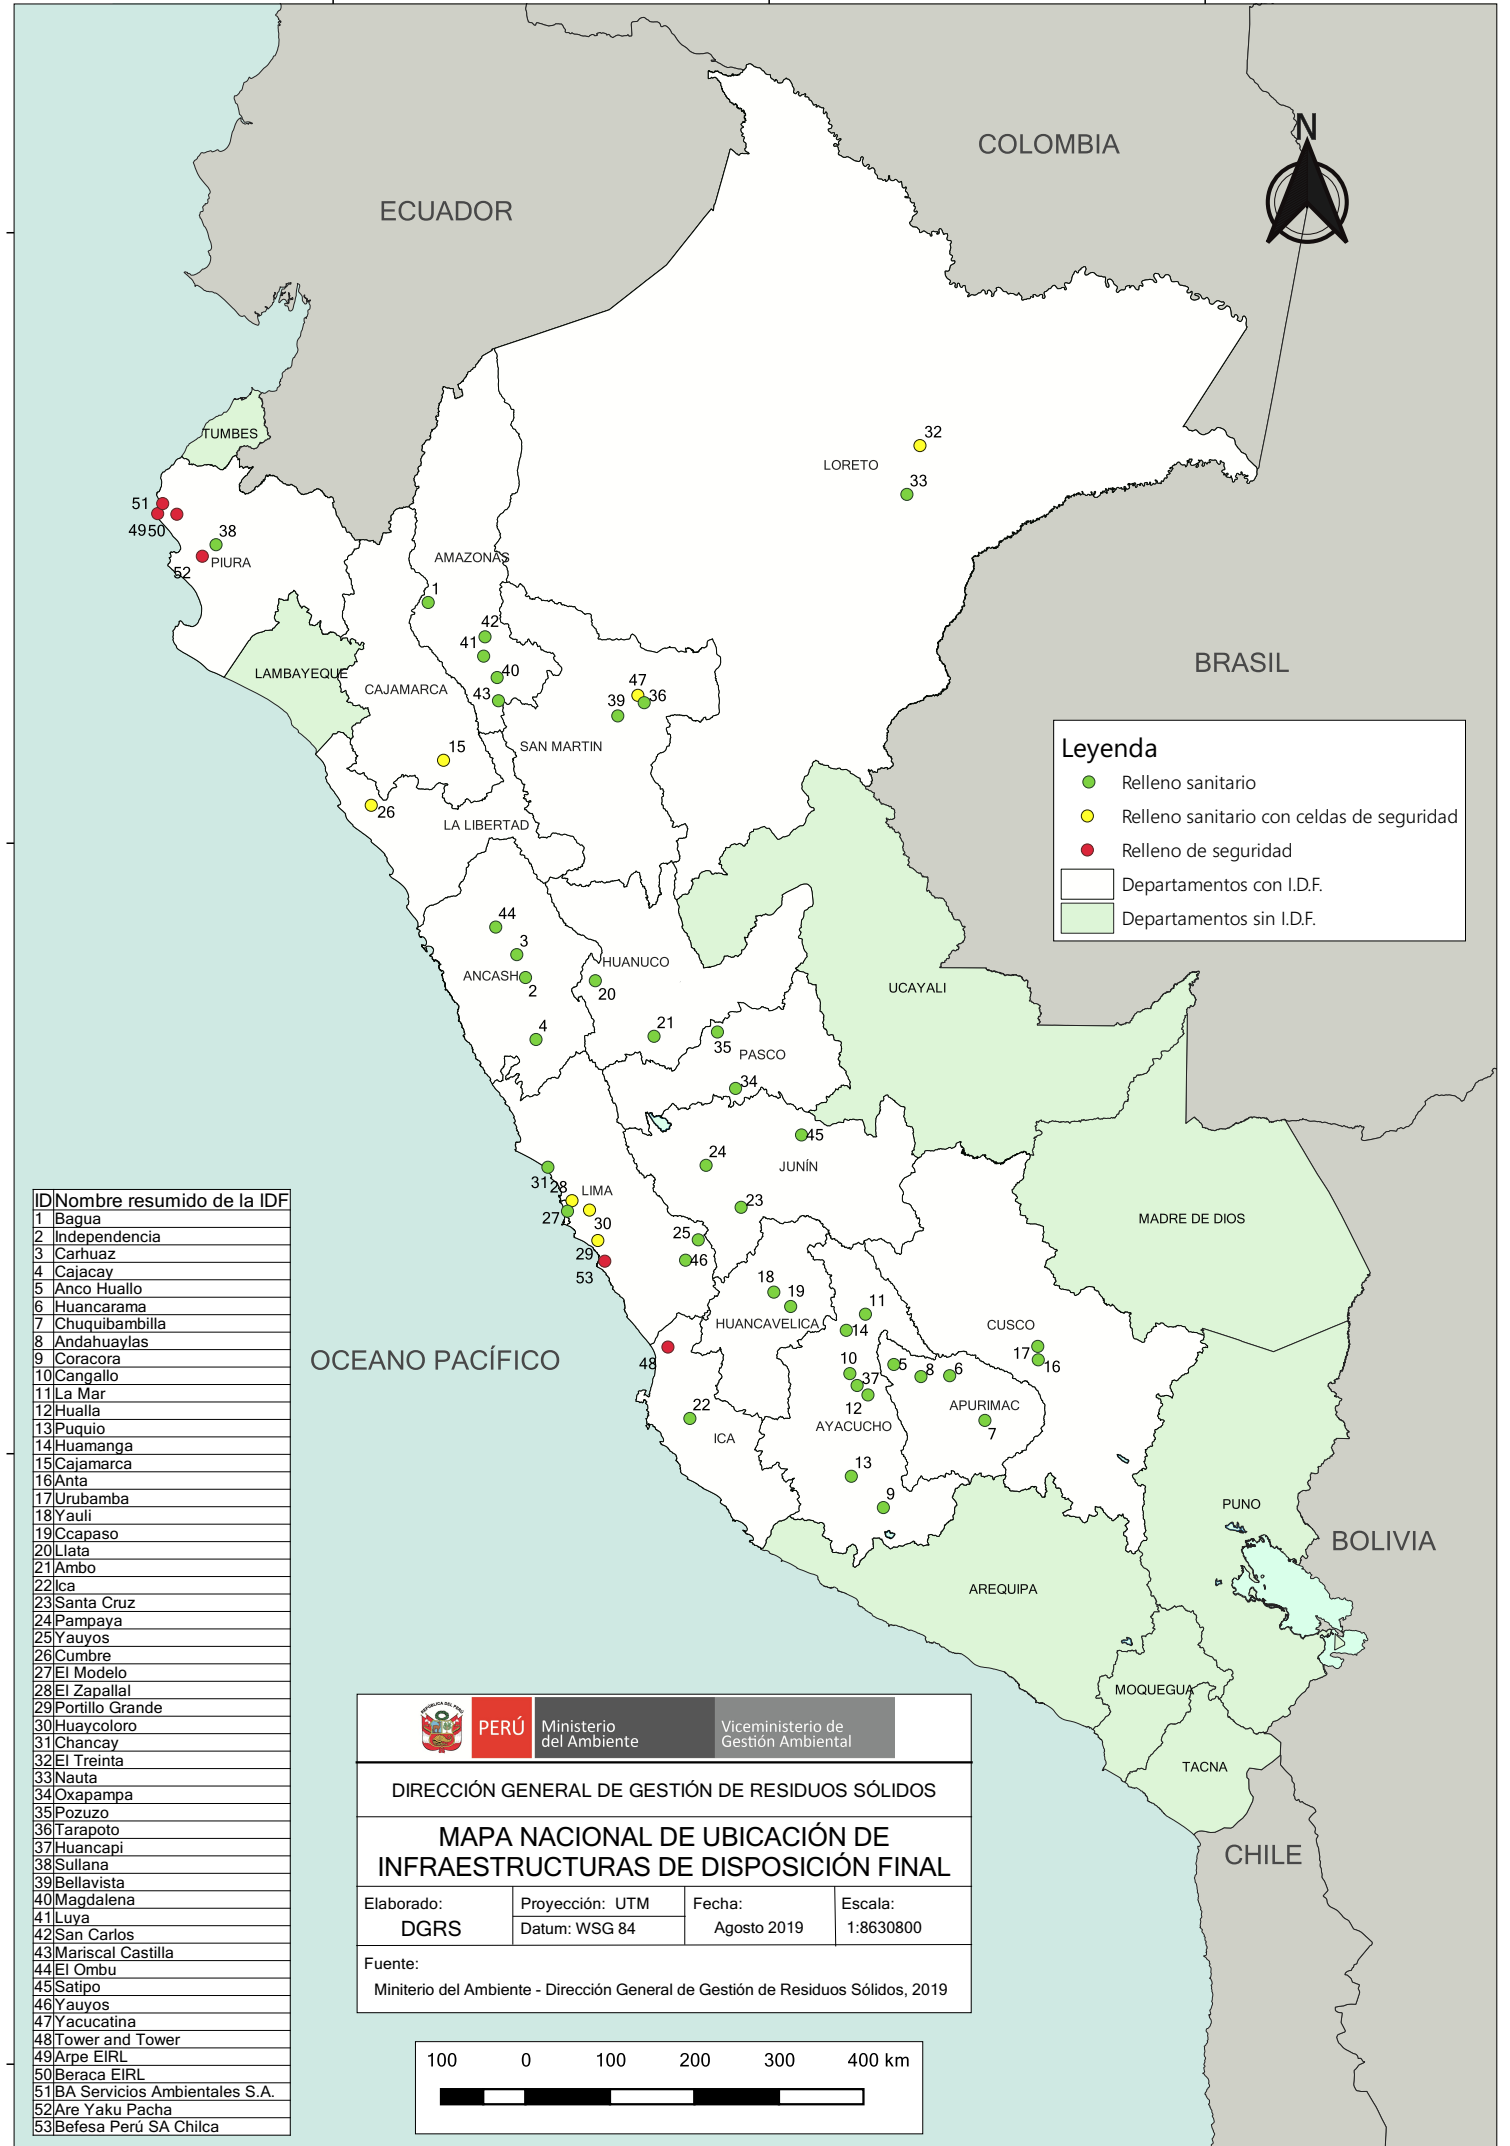 N
COLOMBIA
ECUADOR
TUMBES
32
LORETO
33
51
49
50
38
PIURA
52
AMAZONAS
1
42
41
40
43
LAMBAYEQUE
CAJAMARCA
47
36
39
SAN MARTIN
15
26
LA LIBERTAD
BRASIL
Leyenda
Relleno sanitario
Relleno sanitario con celdas de seguridad
Relleno de seguridad
Departamentos con I.D.F.
Departamentos sin I.D.F.
44
3
ANCASH
2
HUANUCO
20
UCAYALI
4
21
35
PASCO
34
45
24
JUNÍN
31
28
LIMA
27
30
23
25
29
46
53
MADRE DE DIOS
18
19
11
HUANCAVELICA
14
CUSCO
17
16
OCEANO PACÍFICO
48
10
5
8
6
37
12
22
ICA
AYACUCHO
APURIMAC
7
13
9
PUNO
BOLIVIA
AREQUIPA
MOQUEGUA
TACNA
CHILE
ID Nombre resumido de la IDF
1 Bagua
2 Independencia
3 Carhuaz
4 Cajacay
5 Anco Huallo
6 Huancarama
7 Chuquibambilla
8 Andahuaylas
9 Coracora
10 Cangallo
11 La Mar
12 Hualla
13 Puquio
14 Huamanga
15 Cajamarca
16 Anta
17 Urubamba
18 Yauli
19 Ccapaso
20 Llata
21 Ambo
22 Ica
23 Santa Cruz
24 Pampaya
25 Yauyos
26 Cumbre
27 El Modelo
28 El Zapallal
29 Portillo Grande
30 Huaycoloro
31 Chancay
32 El Treinta
33 Nauta
34 Oxapampa
35 Pozuzo
36 Tarapoto
37 Huancapi
38 Sullana
39 Bellavista
40 Magdalena
41 Luya
42 San Carlos
43 Mariscal Castilla
44 El Ombu
45 Satipo
46 Yauyos
47 Yacucatina
48 Tower and Tower
49 Arpe EIRL
50 Beraca EIRL
51 BA Servicios Ambientales S.A.
52 Are Yaku Pacha
53 Befesa Perú SA Chilca
REPÚBLICA DEL PERÚ
PERÚ
Ministerio
del Ambiente
Viceministerio de
Gestión Ambiental
DIRECCIÓN GENERAL DE GESTIÓN DE RESIDUOS SÓLIDOS
MAPA NACIONAL DE UBICACIÓN DE
INFRAESTRUCTURAS DE DISPOSICIÓN FINAL
Elaborado:
DGRS
Proyección: UTM
Datum: WSG 84
Fecha:
Agosto 2019
Escala:
1:8630800
Fuente:
Miniterio del Ambiente - Dirección General de Gestión de Residuos Sólidos, 2019
100 0 100 200 300 400 km